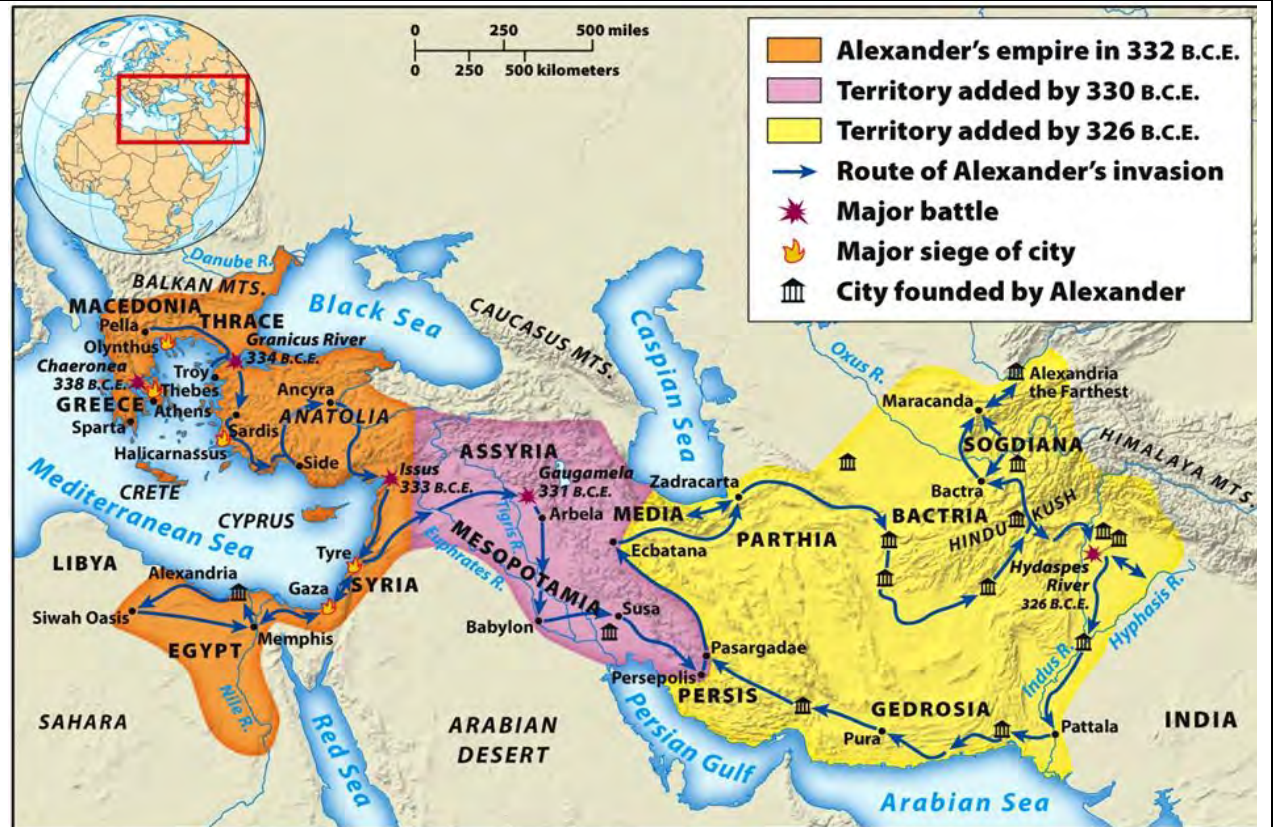 0 250 500 miles
0 250 500 kilometers
Alexander's empire in 332 B.C.E.
Territory added by 330 B.C.E.
Territory added by 326 B.C.E.
Route of Alexander's invasion
Major battle
Major siege of city
City founded by Alexander
Danube R.
BALKAN MTS.
MACEDONIA
THRACE
Pella
Olynthus
Granicus River
334 B.C.E.
Chaeronea
338 B.C.E.
Troy
Thebes
GREECE
Athens
Sparta
Ancyra
ANATOLIA
Sardis
Halicarnassus
Side
Black Sea
CAUCASUS MTS.
Caspian Sea
Mediterranean Sea
CRETE
CYPRUS
Issus
333 B.C.E.
Tyre
SYRIA
Gaza
LIBYA
Alexandria
Siwah Oasis
Memphis
EGYPT
Nile R.
SAHARA
Red Sea
ARABIAN
DESERT
ASSYRIA
Gaugamela
331 B.C.E.
Arbela
Tigris R.
Euphrates R.
MESOPOTAMIA
MEDIA
Ecbatana
Zadracarta
Babylon
Susa
Pasargadae
Persepolis
PERSIS
Persian Gulf
PARTHIA
Oxus R.
Maracanda
Alexandria
the Farthest
SOGDIANA
HIMALAYA MTS.
Bactra
BACTRIA
HINDU KUSH
Hydaspes
River
326 B.C.E.
Hyphasis R.
Indus R.
GEDROSIA
Pura
Pattala
INDIA
Arabian Sea